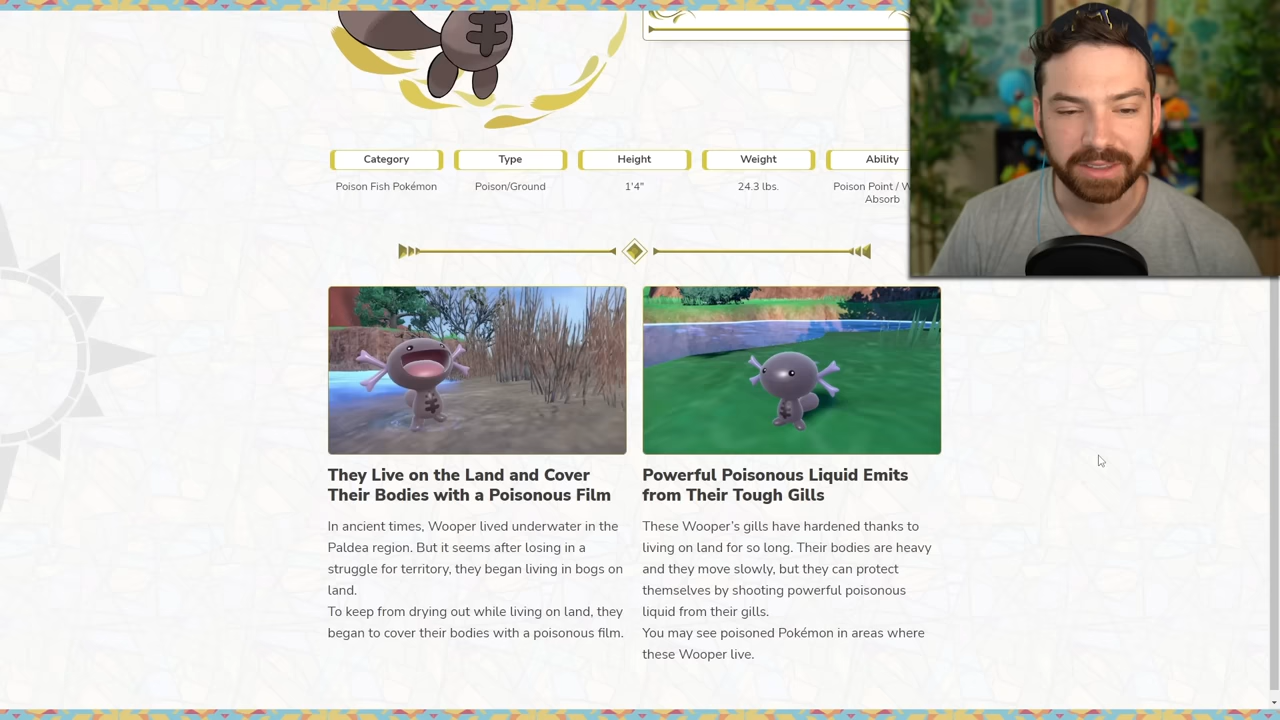 Category
Type
Height
Weight
Ability
Poison Fish Pokémon
Poison/Ground
1'4"
24.3 lbs.
Poison Point / W
Absorb
They Live on the Land and Cover
Their Bodies with a Poisonous Film
In ancient times, Wooper lived underwater in the
Paldea region. But it seems after losing in a
struggle for territory, they began living in bogs on
land.
To keep from drying out while living on land, they
began to cover their bodies with a poisonous film.
Powerful Poisonous Liquid Emits
from Their Tough Gills
These Wooper’s gills have hardened thanks to
living on land for so long. Their bodies are heavy
and they move slowly, but they can protect
themselves by shooting powerful poisonous
liquid from their gills.
You may see poisoned Pokémon in areas where
these Wooper live.